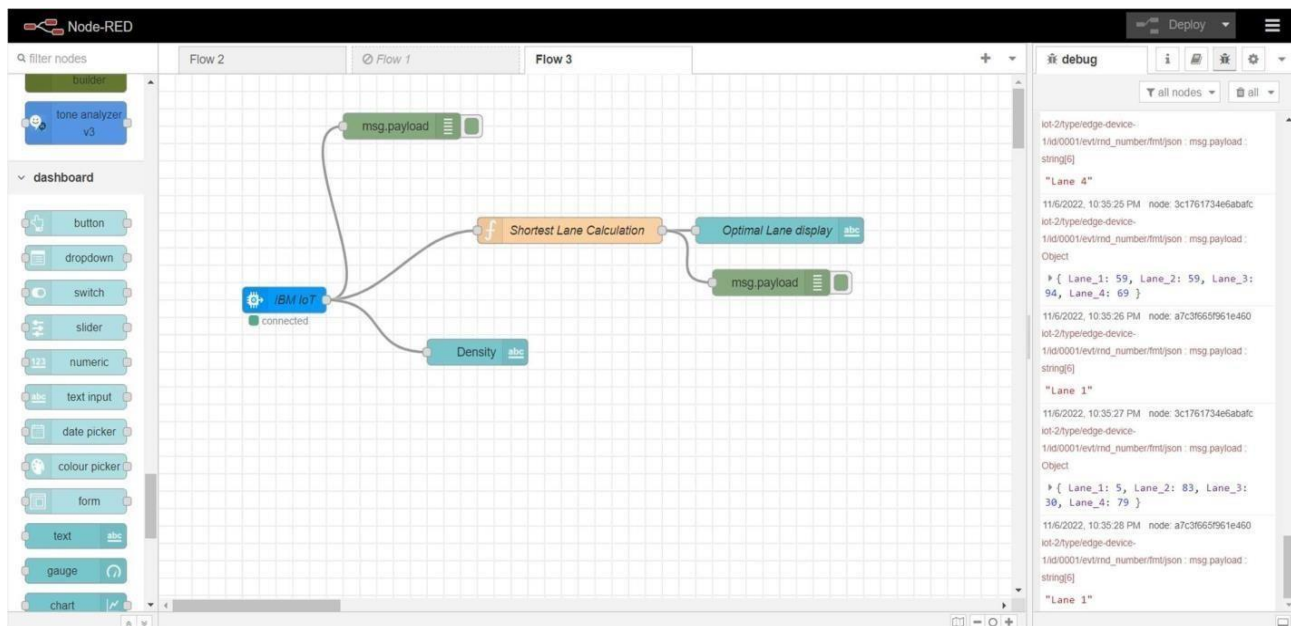 Node-RED
Deploy
filter nodes
builder
tone analyzer
v3
dashboard
button
dropdown
switch
slider
123
numeric
abc
text input
date picker
colour picker
form
text
abc
gauge
chart
Flow 2
Flow 1
Flow 3
msg.payload
f
Shortest Lane Calculation
Optimal Lane display
abc
msg.payload
IBM IoT
connected
Density
abc
debug
i
all nodes
all
iot-2/type/edge-device-
1/id/0001/evt/rnd_number/fmt/json : msg.payload :
string[6]
"Lane 4"
11/6/2022, 10:35:25 PM node: 3c1761734e6abafc
iot-2/type/edge-device-
1/id/0001/evt/rnd_number/fmt/json : msg.payload :
Object
{ Lane_1: 59, Lane_2: 59, Lane_3:
94, Lane_4: 69 }
11/6/2022, 10:35:26 PM node: a7c3f665f961e460
iot-2/type/edge-device-
1/id/0001/evt/rnd_number/fmt/json : msg.payload :
string[6]
"Lane 1"
11/6/2022, 10:35:27 PM node: 3c1761734e6abafc
iot-2/type/edge-device-
1/id/0001/evt/rnd_number/fmt/json : msg.payload :
Object
{ Lane_1: 5, Lane_2: 83, Lane_3:
30, Lane_4: 79 }
11/6/2022, 10:35:28 PM node: a7c3f665f961e460
iot-2/type/edge-device-
1/id/0001/evt/rnd_number/fmt/json : msg.payload :
string[6]
"Lane 1"